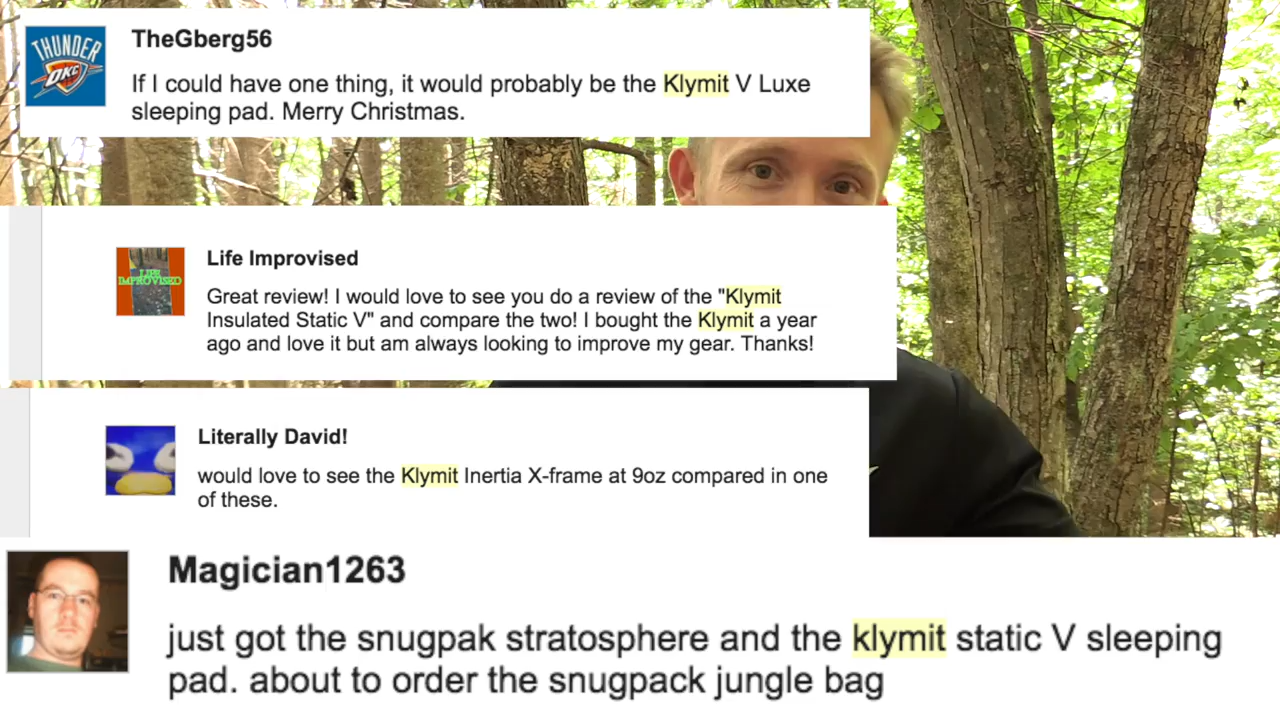 THUNDER
OKC
TheGberg56
If I could have one thing, it would probably be the Klymit V Luxe
sleeping pad. Merry Christmas.
LIFE
IMPROVISED
Life Improvised
Great review! I would love to see you do a review of the "Klymit
Insulated Static V" and compare the two! I bought the Klymit a year
ago and love it but am always looking to improve my gear. Thanks!
Literally David!
would love to see the Klymit Inertia X-frame at 9oz compared in one
of these.
Magician1263
just got the snugpak stratosphere and the klymit static V sleeping
pad. about to order the snugpack jungle bag